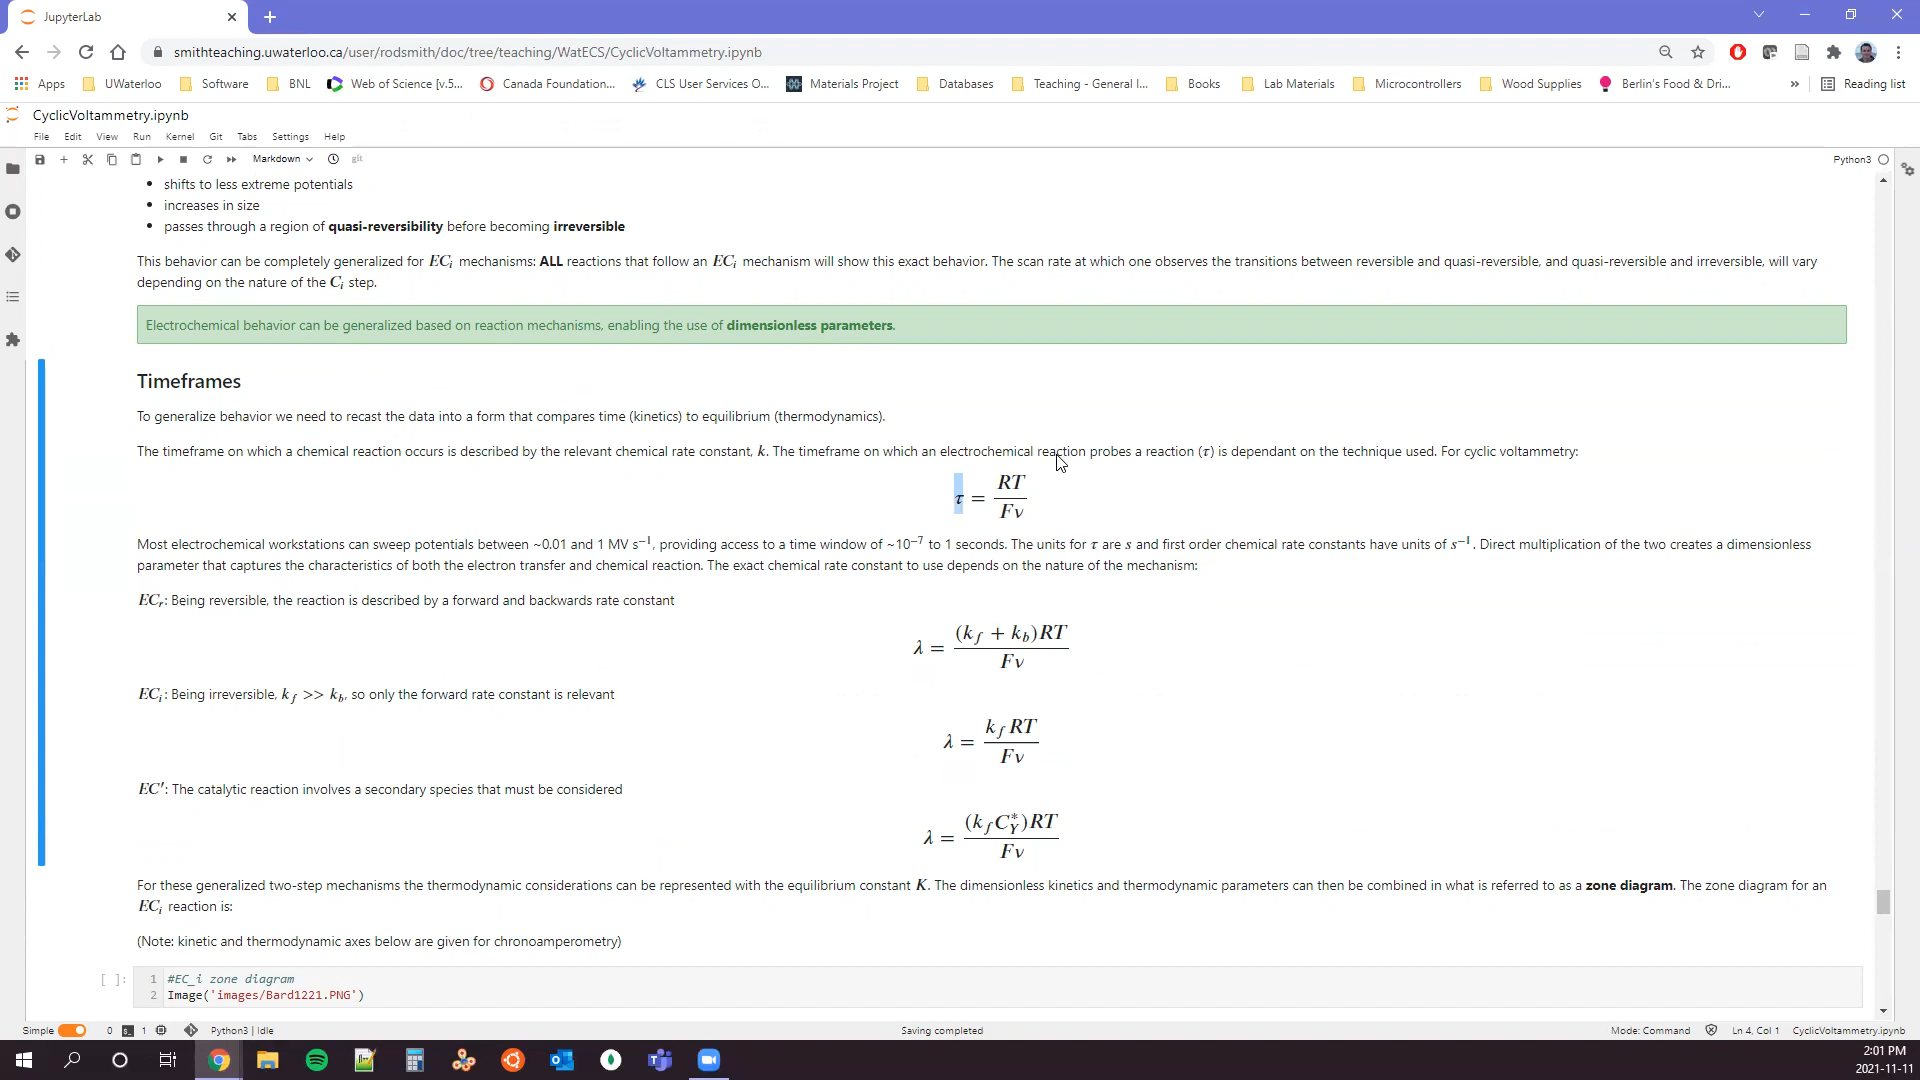 JupyterLab
smithteaching.uwaterloo.ca/user/rodsmith/doc/tree/teaching/WatECS/CyclicVoltammetry.ipynb
Apps UWaterloo Software BNL Web of Science [v.5... Canada Foundation... CLS User Services O... Materials Project Databases Teaching - General I... Books Lab Materials Microcontrollers Wood Supplies Berlin's Food & Dri... » Reading list
CyclicVoltammetry.ipynb
File Edit View Run Kernel Git Tabs Settings Help
Markdown git Python3
• shifts to less extreme potentials
• increases in size
• passes through a region of quasi-reversibility before becoming irreversible
This behavior can be completely generalized for ECᵢ mechanisms: ALL reactions that follow an ECᵢ mechanism will show this exact behavior. The scan rate at which one observes the transitions between reversible and quasi-reversible, and quasi-reversible and irreversible, will vary
depending on the nature of the Cᵢ step.
Electrochemical behavior can be generalized based on reaction mechanisms, enabling the use of dimensionless parameters.
Timeframes
To generalize behavior we need to recast the data into a form that compares time (kinetics) to equilibrium (thermodynamics).
The timeframe on which a chemical reaction occurs is described by the relevant chemical rate constant, k. The timeframe on which an electrochemical reaction probes a reaction (τ) is dependant on the technique used. For cyclic voltammetry:
τ = RT / Fν
Most electrochemical workstations can sweep potentials between ~0.01 and 1 MV s⁻¹, providing access to a time window of ~10⁻⁷ to 1 seconds. The units for τ are s and first order chemical rate constants have units of s⁻¹. Direct multiplication of the two creates a dimensionless
parameter that captures the characteristics of both the electron transfer and chemical reaction. The exact chemical rate constant to use depends on the nature of the mechanism:
ECᵣ: Being reversible, the reaction is described by a forward and backwards rate constant
λ = (k_f + k_b)RT / Fν
ECᵢ: Being irreversible, k_f >> k_b, so only the forward rate constant is relevant
λ = k_f RT / Fν
EC′: The catalytic reaction involves a secondary species that must be considered
λ = (k_f C*_Y)RT / Fν
For these generalized two-step mechanisms the thermodynamic considerations can be represented with the equilibrium constant K. The dimensionless kinetics and thermodynamic parameters can then be combined in what is referred to as a zone diagram. The zone diagram for an
ECᵢ reaction is:
(Note: kinetic and thermodynamic axes below are given for chronoamperometry)
[ ]: 1 #EC_i zone diagram
2 Image('images/Bard1221.PNG')
Simple 0 1 Python3 | Idle Saving completed Mode: Command Ln 4, Col 1 CyclicVoltammetry.ipynb
2:01 PM
2021-11-11